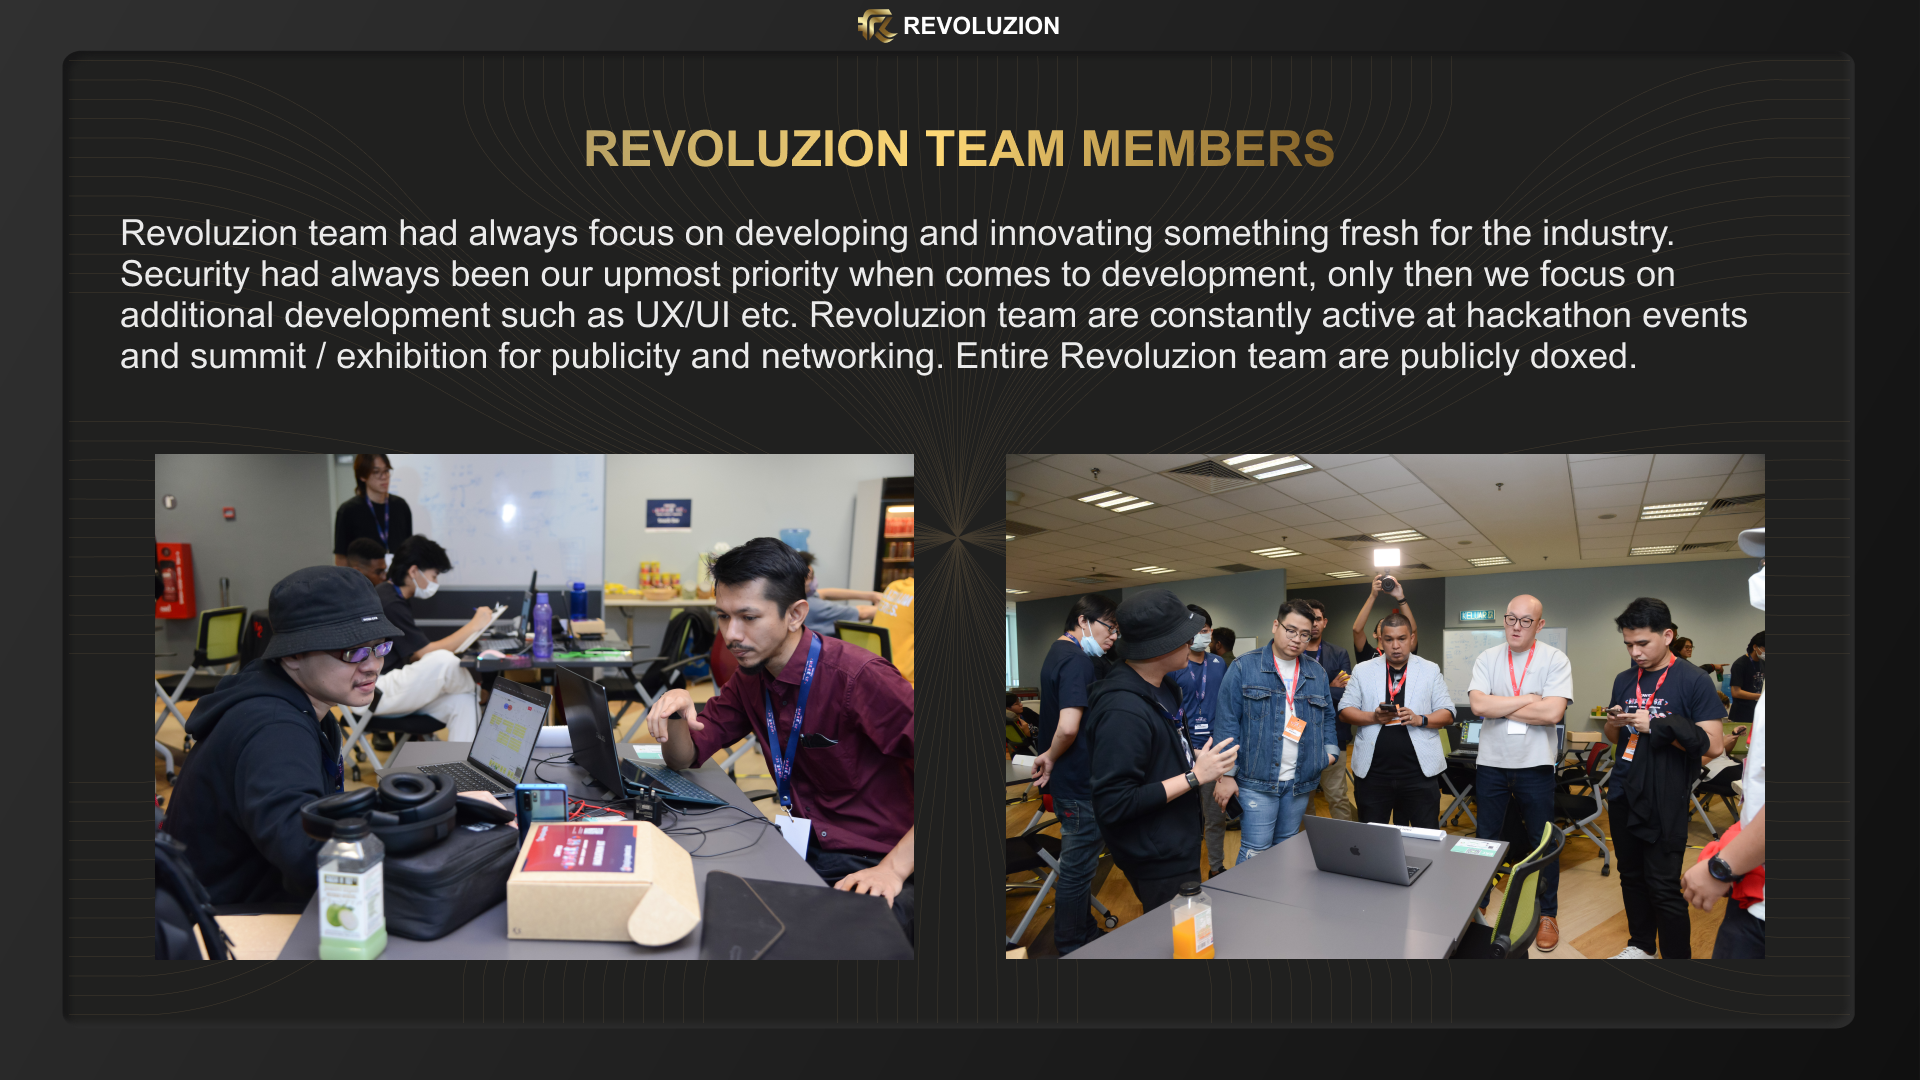 REVOLUZION
REVOLUZION TEAM MEMBERS
Revoluzion team had always focus on developing and innovating something fresh for the industry.
Security had always been our upmost priority when comes to development, only then we focus on
additional development such as UX/UI etc. Revoluzion team are constantly active at hackathon events
and summit / exhibition for publicity and networking. Entire Revoluzion team are publicly doxed.
KELUAR